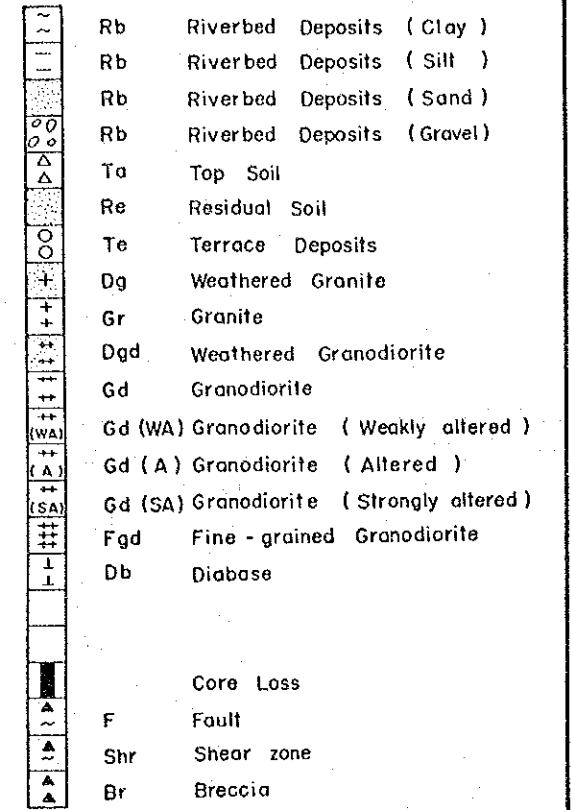 Rb Riverbed Deposits ( Clay )
Rb Riverbed Deposits ( Silt )
Rb Riverbed Deposits ( Sand )
Rb Riverbed Deposits ( Gravel )
Ta Top Soil
Re Residual Soil
Te Terrace Deposits
Dg Weathered Granite
Gr Granite
Dgd Weathered Granodiorite
Gd Granodiorite
(WA) Gd (WA) Granodiorite ( Weakly altered )
( A ) Gd ( A ) Granodiorite ( Altered )
(SA) Gd (SA) Granodiorite ( Strongly altered )
Fgd Fine - grained Granodiorite
Db Diabase
Core Loss
F Fault
Shr Shear zone
Br Breccia